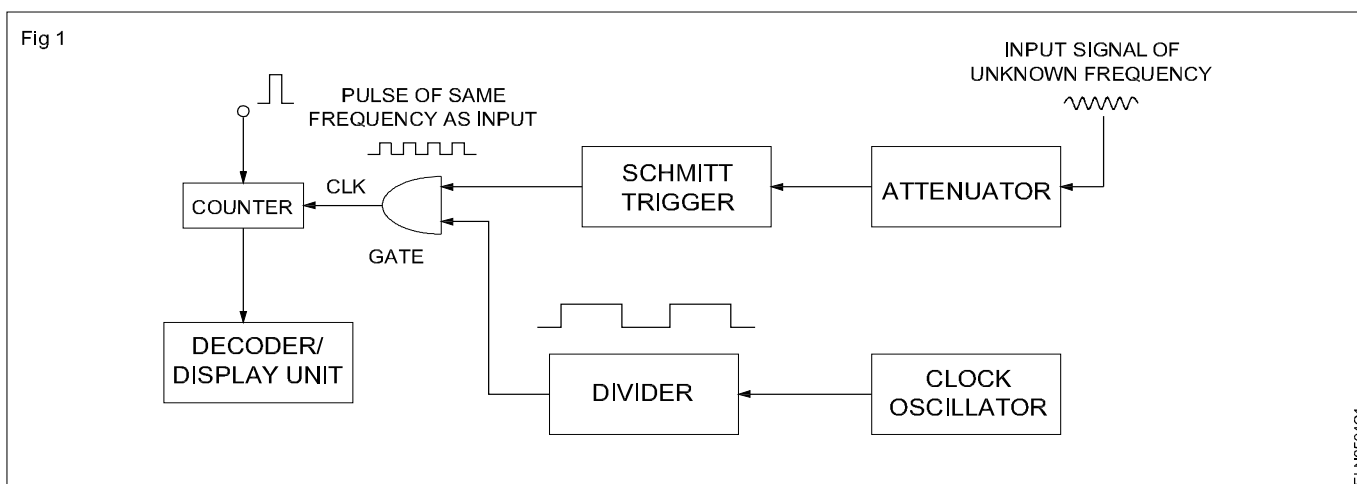 Fig 1
INPUT SIGNAL OF
UNKNOWN FREQUENCY
PULSE OF SAME
FREQUENCY AS INPUT
SCHMITT
TRIGGER
ATTENUATOR
CLK
COUNTER
GATE
DECODER/
DISPLAY UNIT
DIVIDER
CLOCK
OSCILLATOR